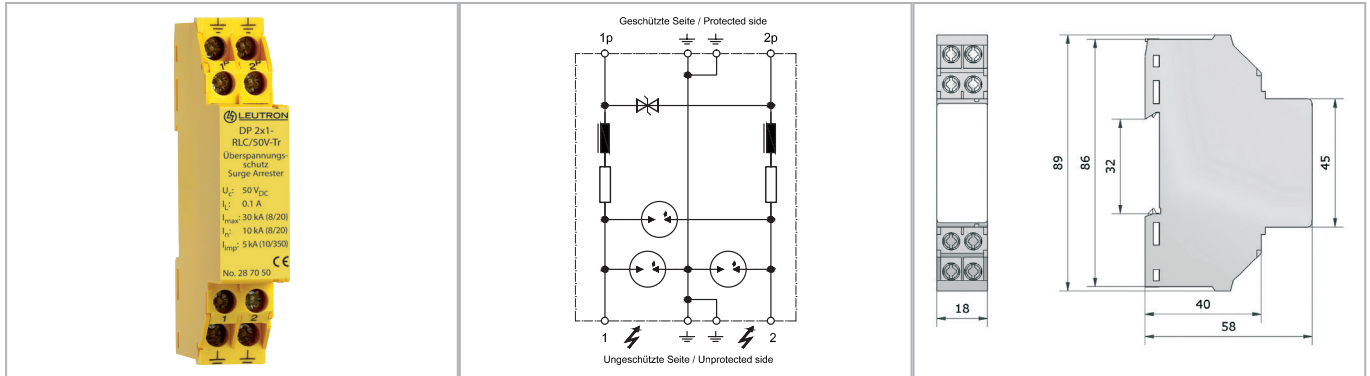 1p 2p
LEUTRON
DP 2x1-
RLC/50V-Tr
Überspannungs-
schutz
Surge Arrester
Uc: 50 VDC
IL: 0.1 A
Imax: 30 kA (8/20)
In: 10 kA (8/20)
Iimp: 5 kA (10/350)
CE
No. 28 70 50
1 2
Geschützte Seite / Protected side
1p 2p
1 2
Ungeschützte Seite / Unprotected side
18
89
86
32
45
40
58